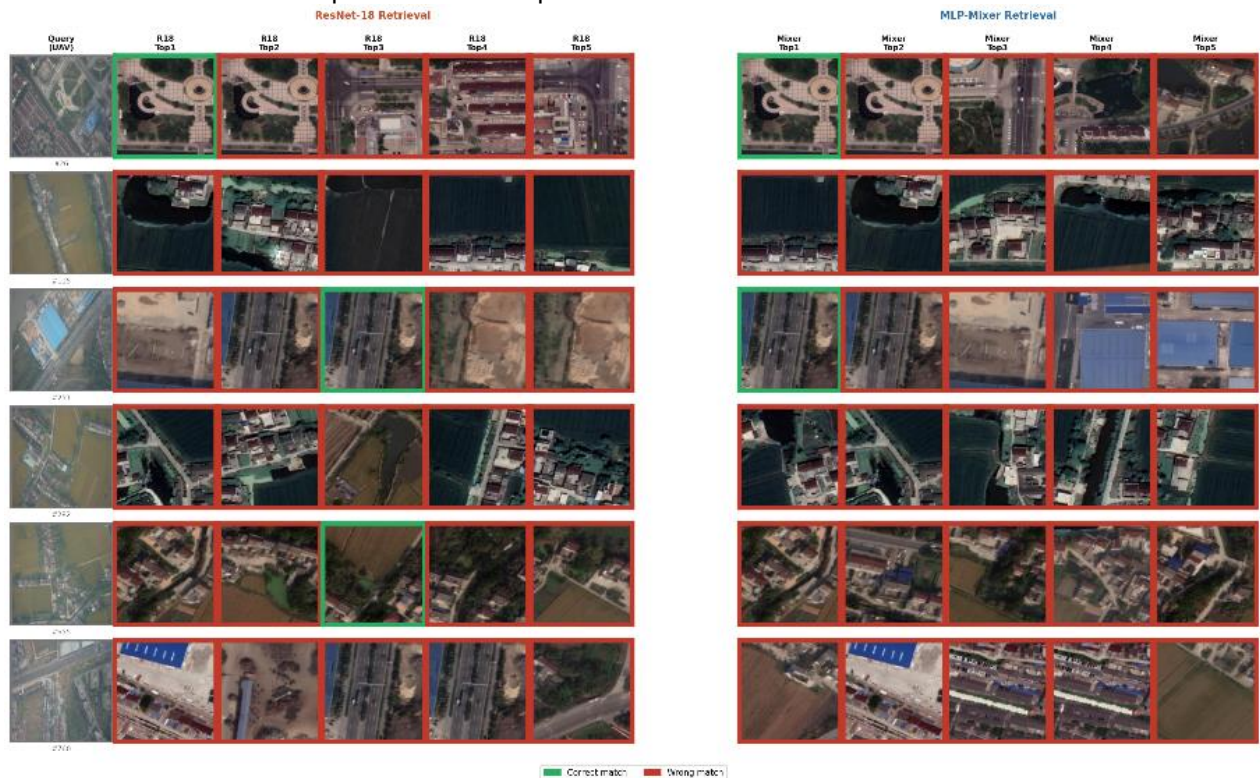 ResNet-18 Retrieval
MLP-Mixer Retrieval
Query
(UAV)
R18
Top1
R18
Top2
R18
Top3
R18
Top4
R18
Top5
Mixer
Top1
Mixer
Top2
Mixer
Top3
Mixer
Top4
Mixer
Top5
Correct match
Wrong match